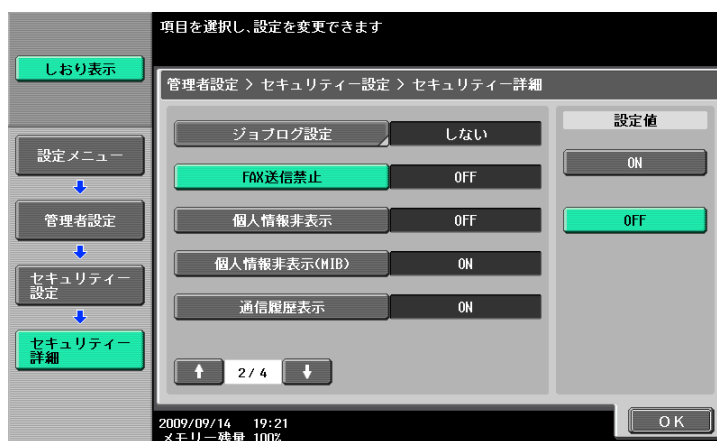 項目を選択し、設定を変更できます
しおり表示
管理者設定 > セキュリティー設定 > セキュリティー詳細
設定メニュー
管理者設定
セキュリティー
設定
セキュリティー
詳細
ジョブログ設定 しない
FAX送信禁止 OFF
個人情報非表示 OFF
個人情報非表示(MIB) ON
通信履歴表示 ON
2/ 4
設定値
ON
OFF
2009/09/14 19:21
メモリー残量 100%
OK